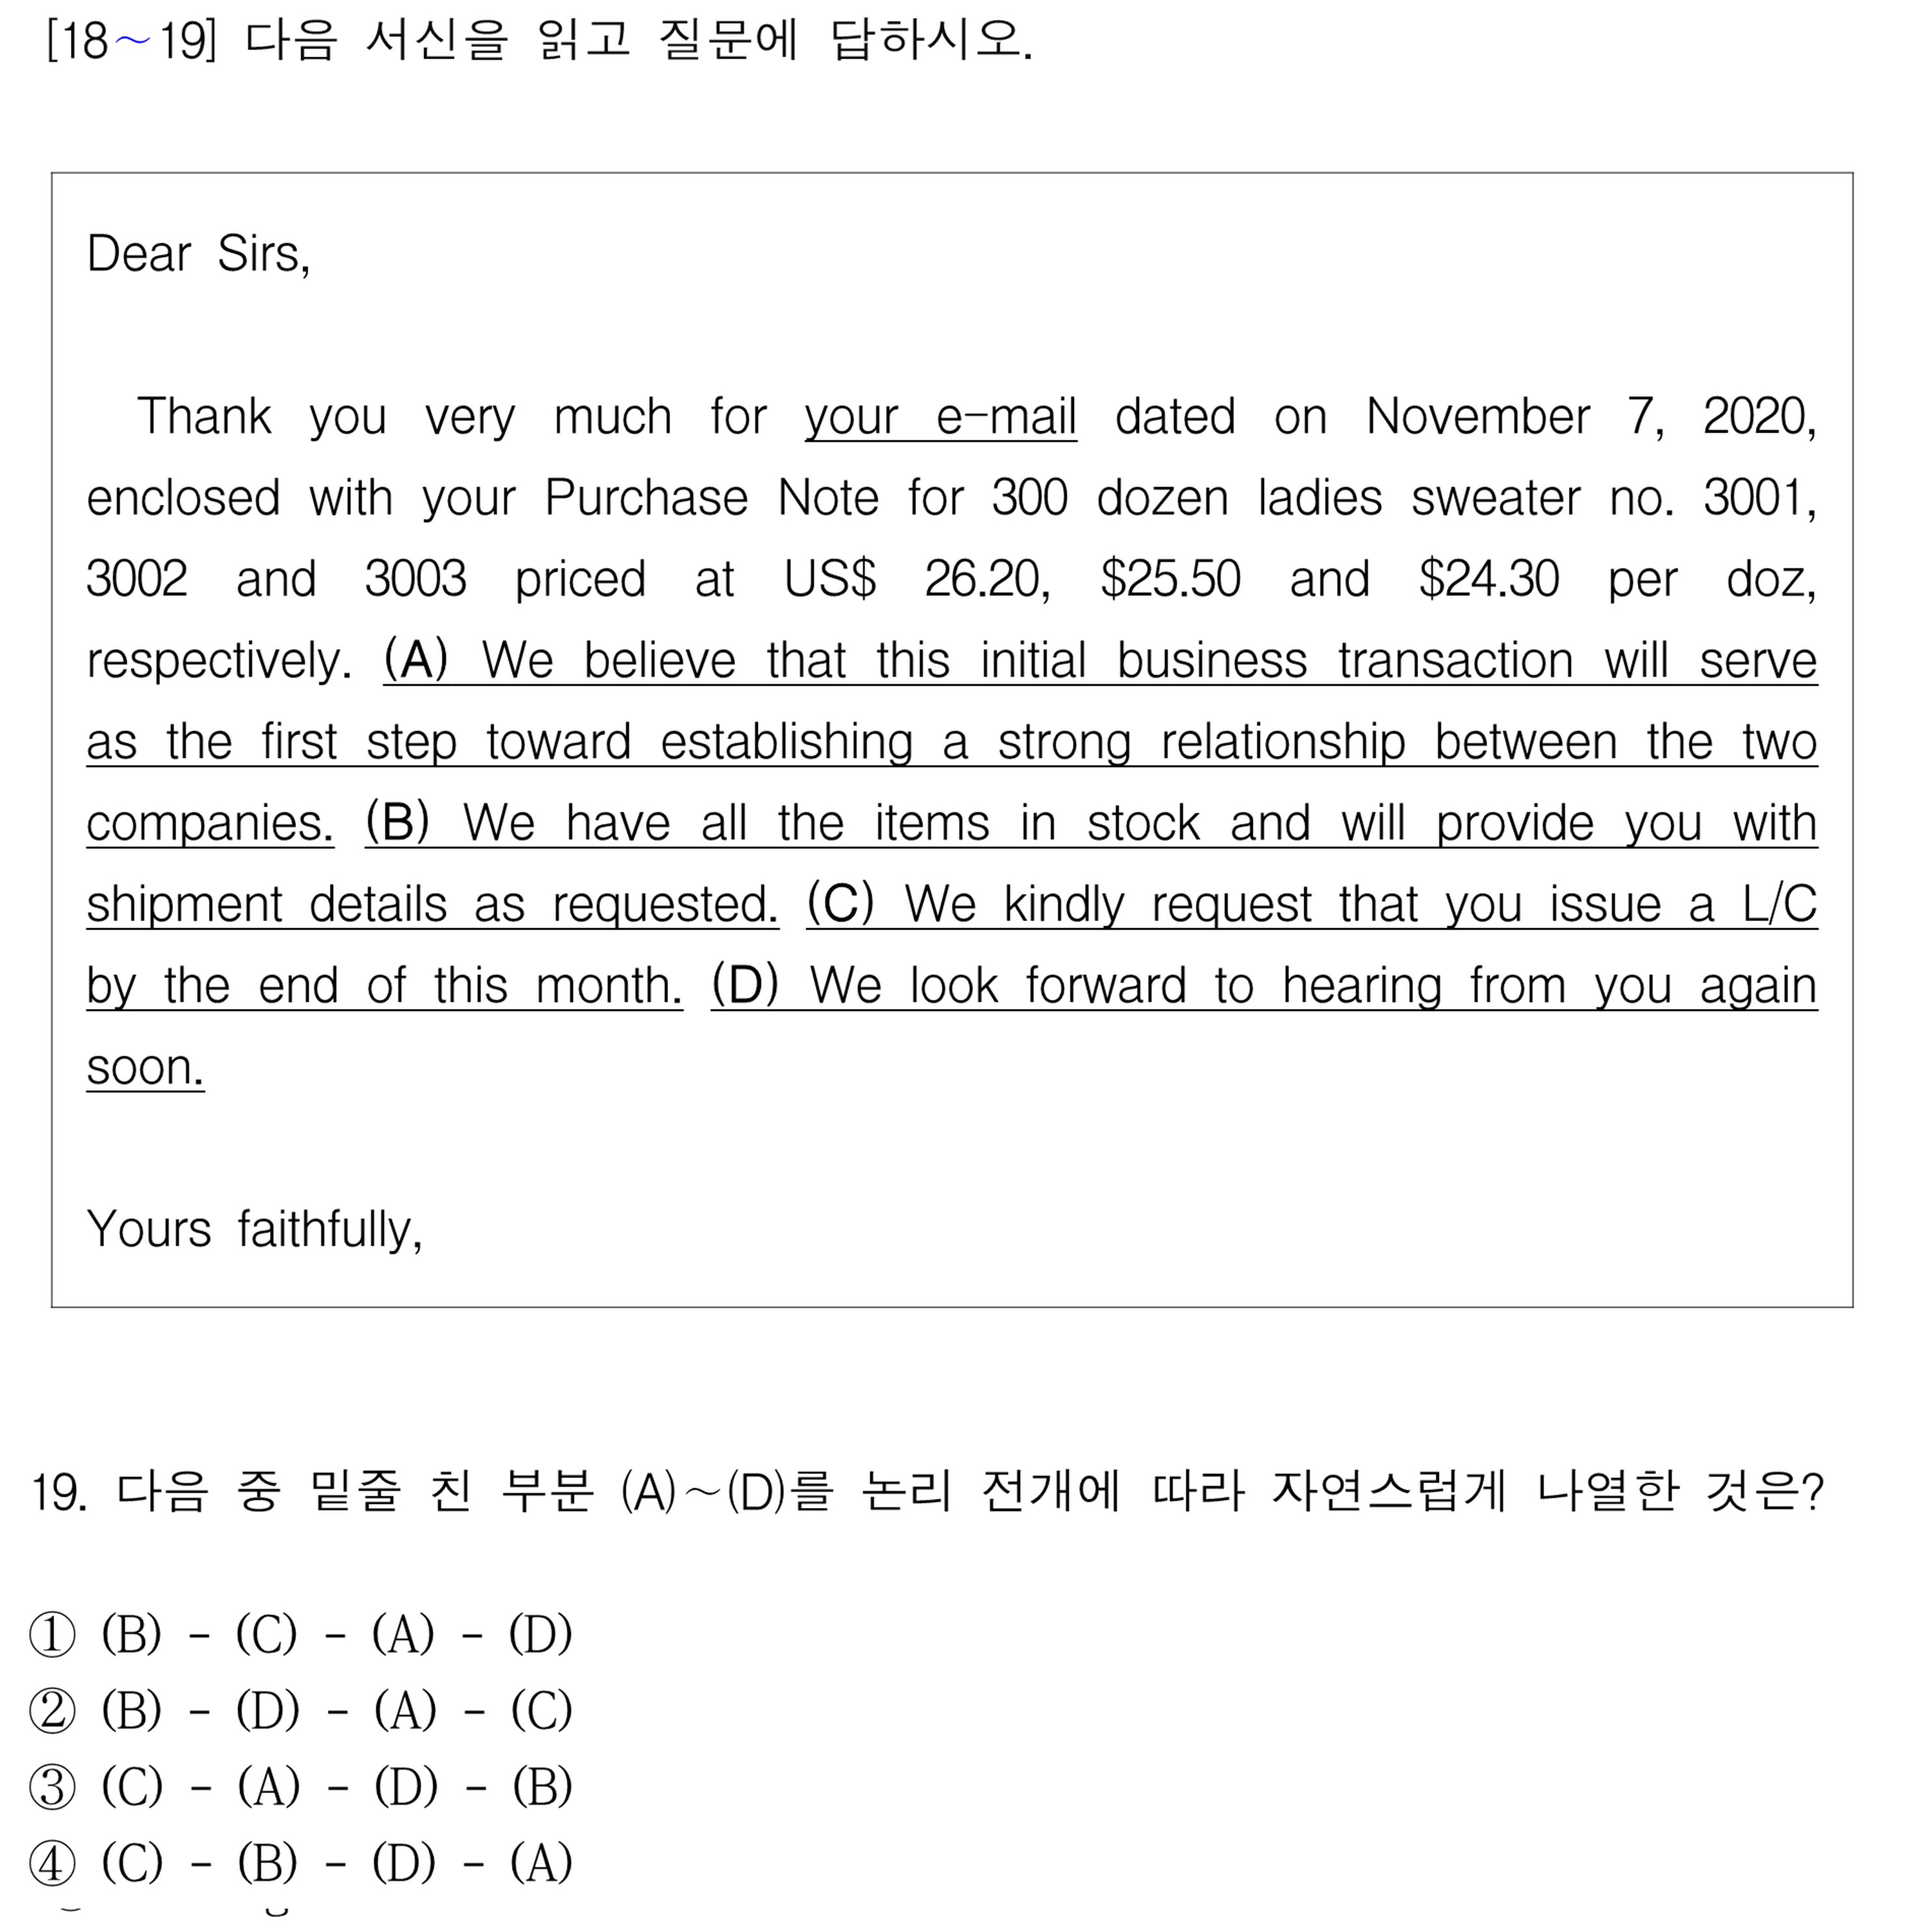 [18～19] 다음 서신을 읽고 질문에 답하시오.
Dear Sirs,
Thank you very much for your e-mail dated on November 7, 2020,
enclosed with your Purchase Note for 300 dozen ladies sweater no. 3001,
3002 and 3003 priced at US$ 26.20, $25.50 and $24.30 per doz,
respectively. (A) We believe that this initial business transaction will serve
as the first step toward establishing a strong relationship between the two
companies. (B) We have all the items in stock and will provide you with
shipment details as requested. (C) We kindly request that you issue a L/C
by the end of this month. (D) We look forward to hearing from you again
soon.
Yours faithfully,
19. 다음 중 밑줄 친 부분 (A)～(D)를 논리 전개에 따라 자연스럽게 나열한 것은?
① (B) - (C) - (A) - (D)
② (B) - (D) - (A) - (C)
③ (C) - (A) - (D) - (B)
④ (C) - (B) - (D) - (A)